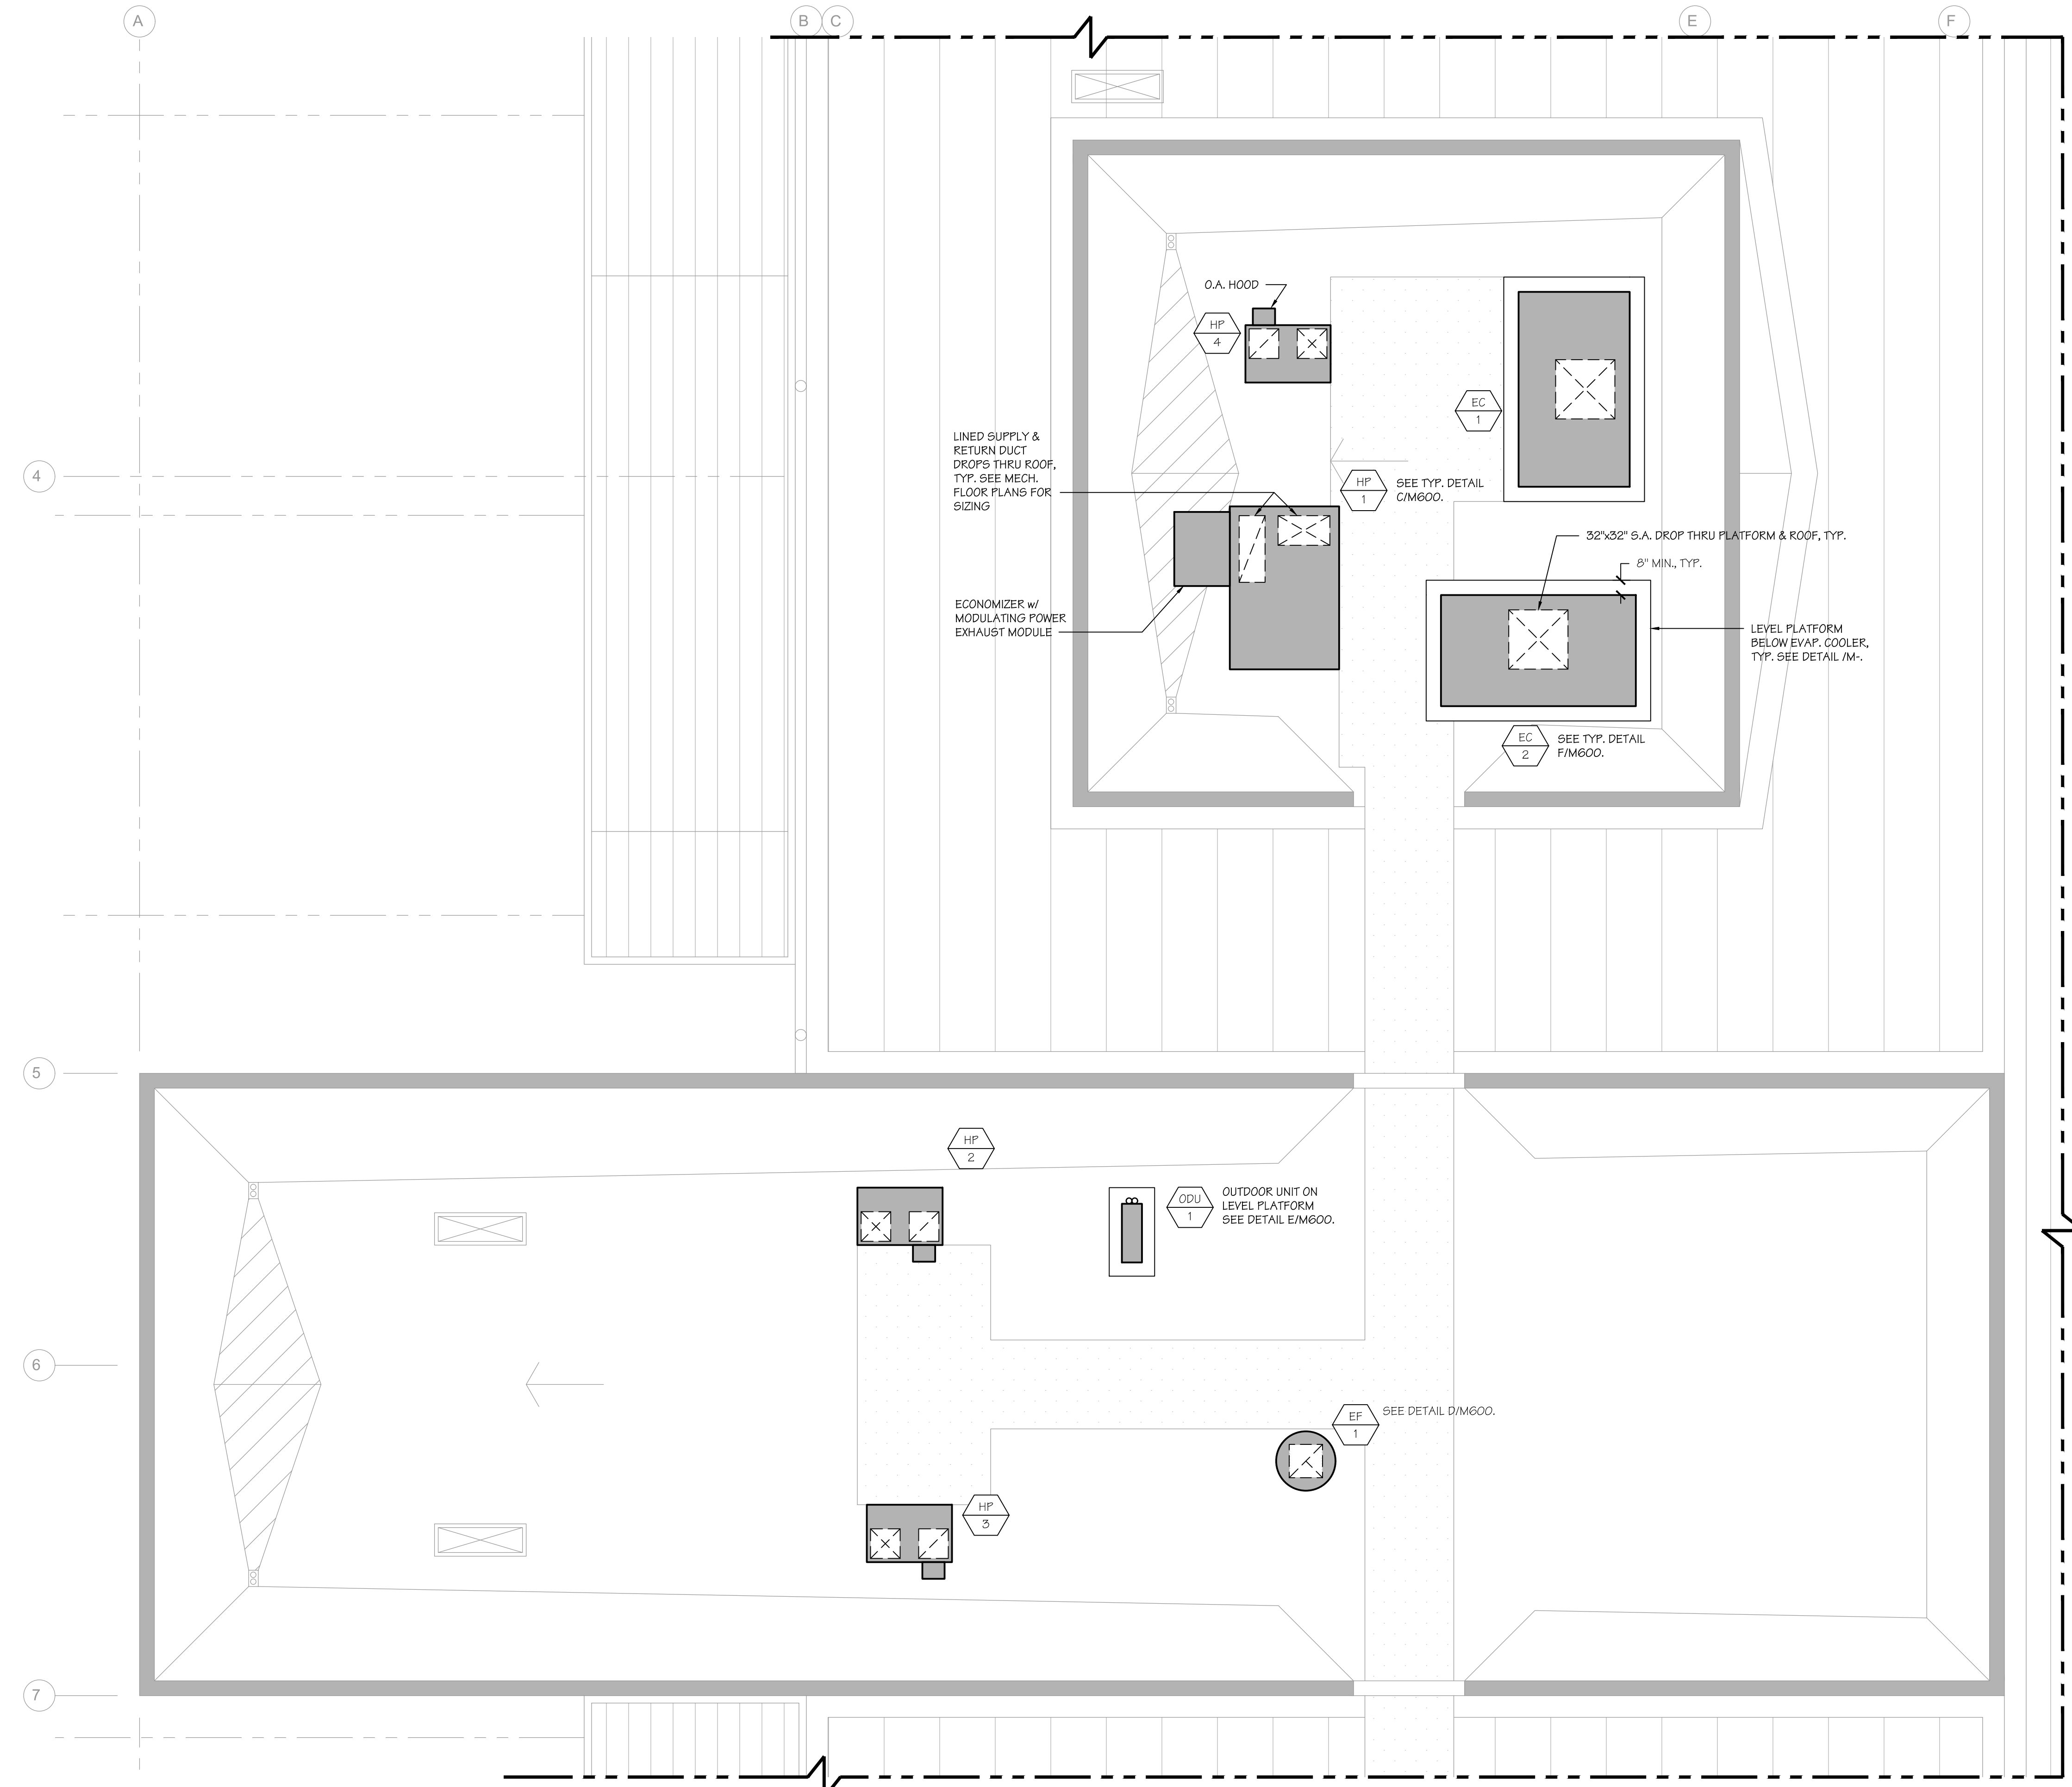 A
B
C
E
F
O.A. HOOD
HP
4
EC
1
LINED SUPPLY &
RETURN DUCT
DROPS THRU ROOF,
TYP. SEE MECH.
FLOOR PLANS FOR
SIZING
4
HP
1
SEE TYP. DETAIL
C/M600.
32"x32" S.A. DROP THRU PLATFORM & ROOF, TYP.
8" MIN., TYP.
ECONOMIZER w/
MODULATING POWER
EXHAUST MODULE
LEVEL PLATFORM
BELOW EVAP. COOLER,
TYP. SEE DETAIL /M-.
EC
2
SEE TYP. DETAIL
F/M600.
5
HP
2
ODU
1
OUTDOOR UNIT ON
LEVEL PLATFORM
SEE DETAIL E/M600.
6
EF
1
SEE DETAIL D/M600.
HP
3
7